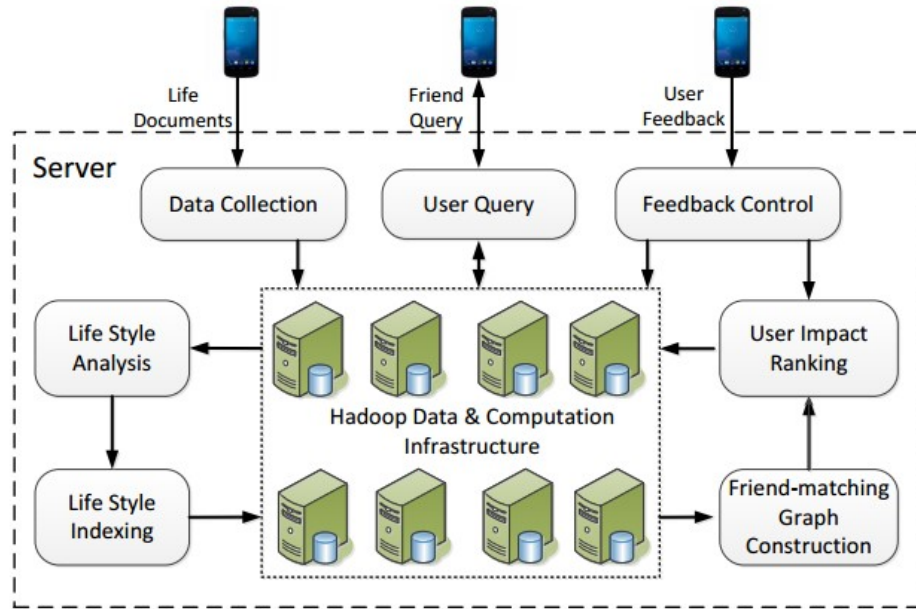 Life
Documents
Friend
Query
User
Feedback
Server
Data Collection
User Query
Feedback Control
Life Style
Analysis
User Impact
Ranking
Hadoop Data & Computation
Infrastructure
Life Style
Indexing
Friend-matching
Graph
Construction